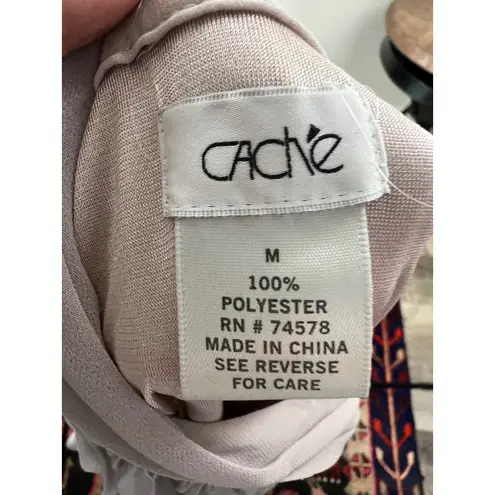 CAché
M
100%
POLYESTER
RN # 74578
MADE IN CHINA
SEE REVERSE
FOR CARE